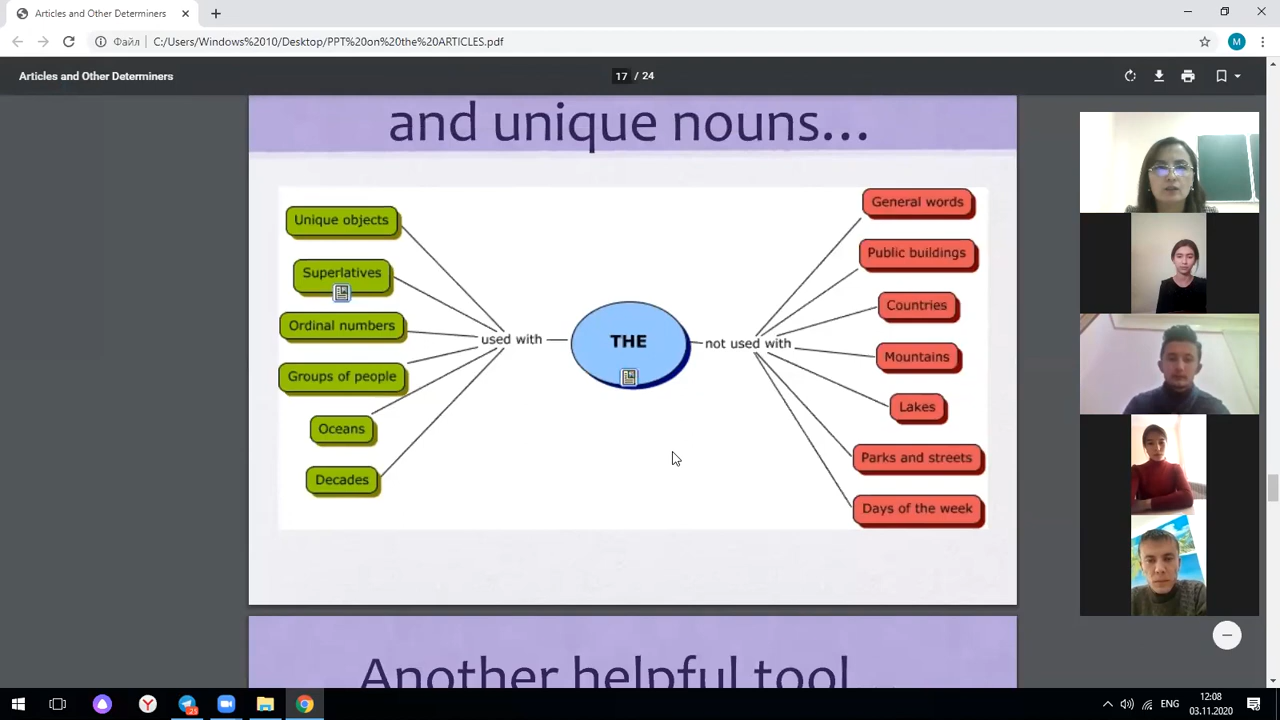 Articles and Other Determiners
Файл
C:/Users/Windows%2010/Desktop/PPT%20on%20the%20ARTICLES.pdf
M
Articles and Other Determiners
17 / 24
and unique nouns...
Unique objects
Superlatives
Ordinal numbers
Groups of people
Oceans
Decades
used with
THE
not used with
General words
Public buildings
Countries
Mountains
Lakes
Parks and streets
Days of the week
Another helpful tool...
ENG
12:08
03.11.2020